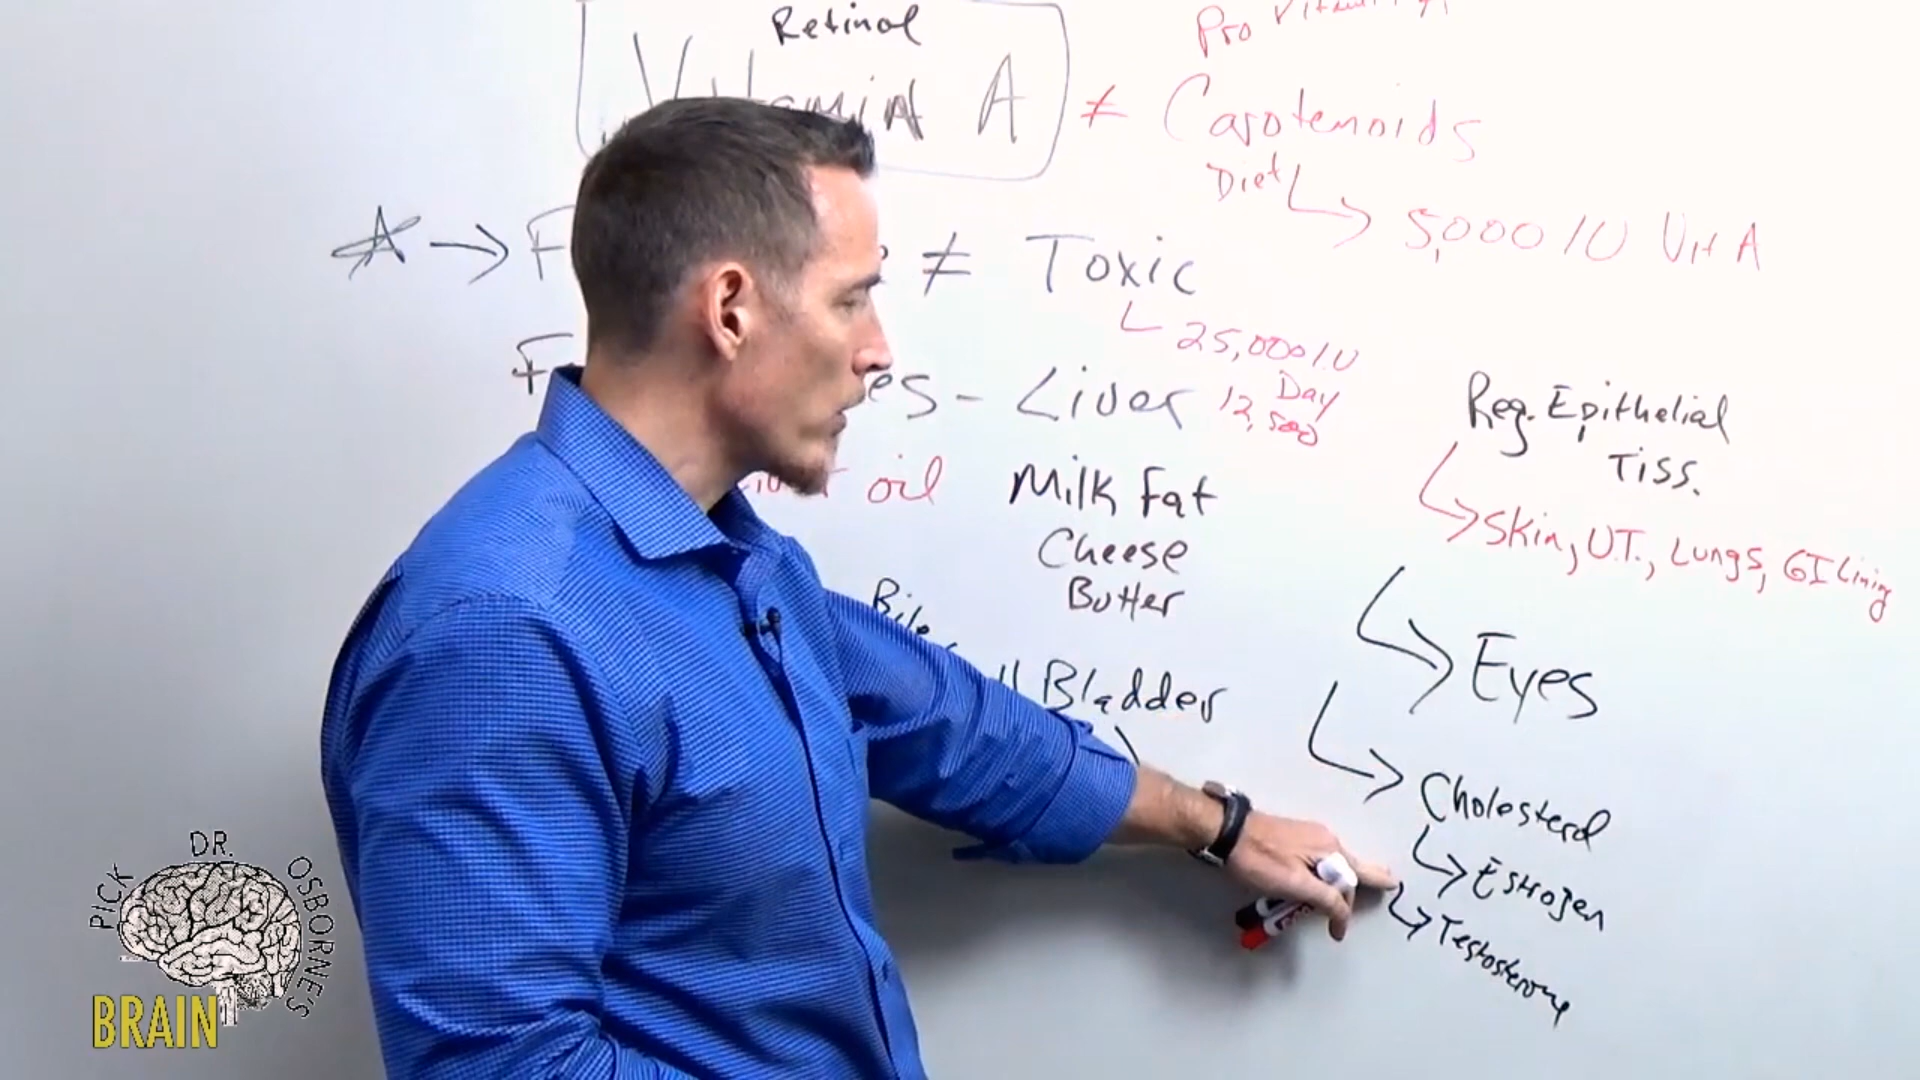 Retinol
Vitamin A ≠ Carotenoids
Pro
Diet
5,000 IU Vit A
A → F ≠ Toxic
25,000 IU
Day
12,500
es - Liver
oil
Milk Fat
Cheese
Butter
Bile
Bladder
Reg. Epithelial
Tiss.
Skin, U.T., Lungs, GI Lining
Eyes
Cholesterol
Estrogen
Testosterone
PICK DR. OSBORNE'S
BRAIN